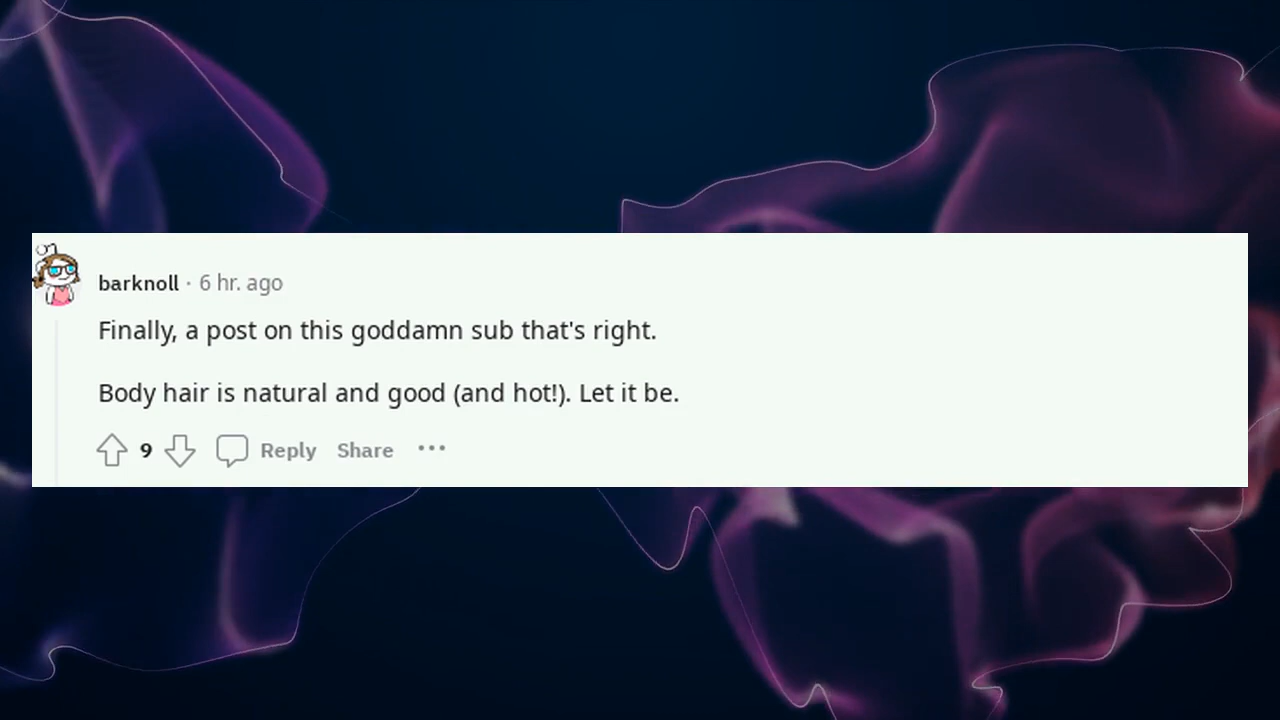 barknoll · 6 hr. ago
Finally, a post on this goddamn sub that's right.
Body hair is natural and good (and hot!). Let it be.
9 Reply Share ···